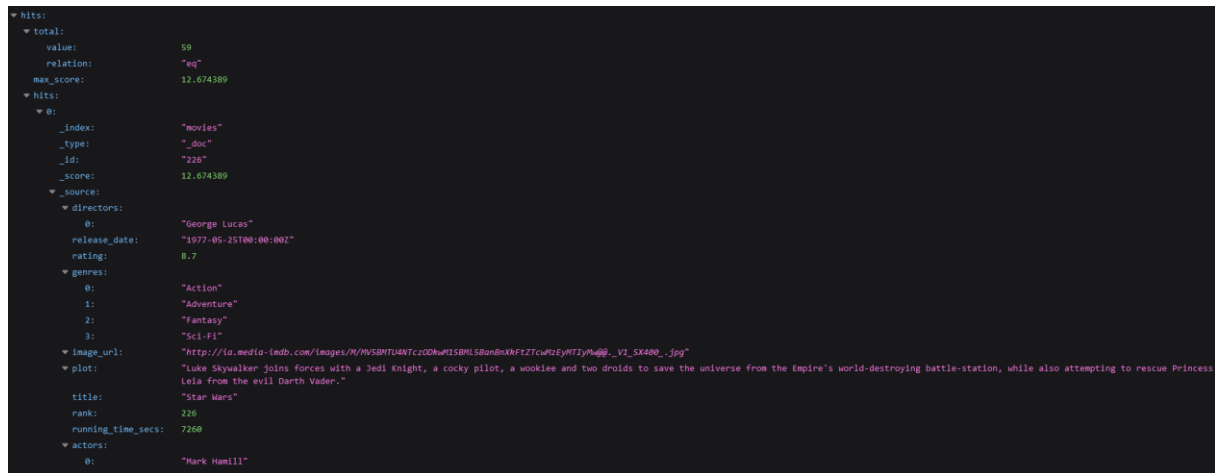 hits:
total:
value: 59
relation: "eq"
max_score: 12.674389
hits:
0:
_index: "movies"
_type: "_doc"
_id: "226"
_score: 12.674389
_source:
directors:
0: "George Lucas"
release_date: "1977-05-25T00:00:00Z"
rating: 8.7
genres:
0: "Action"
1: "Adventure"
2: "Fantasy"
3: "Sci-Fi"
image_url:
plot: "Luke Skywalker joins forces with a Jedi Knight, a cocky pilot, a wookiee and two droids to save the universe from the Empire's world-destroying battle-station, while also attempting to rescue Princess
Leia from the evil Darth Vader."
title: "Star Wars"
rank: 226
running_time_secs: 7260
actors:
0: "Mark Hamill"